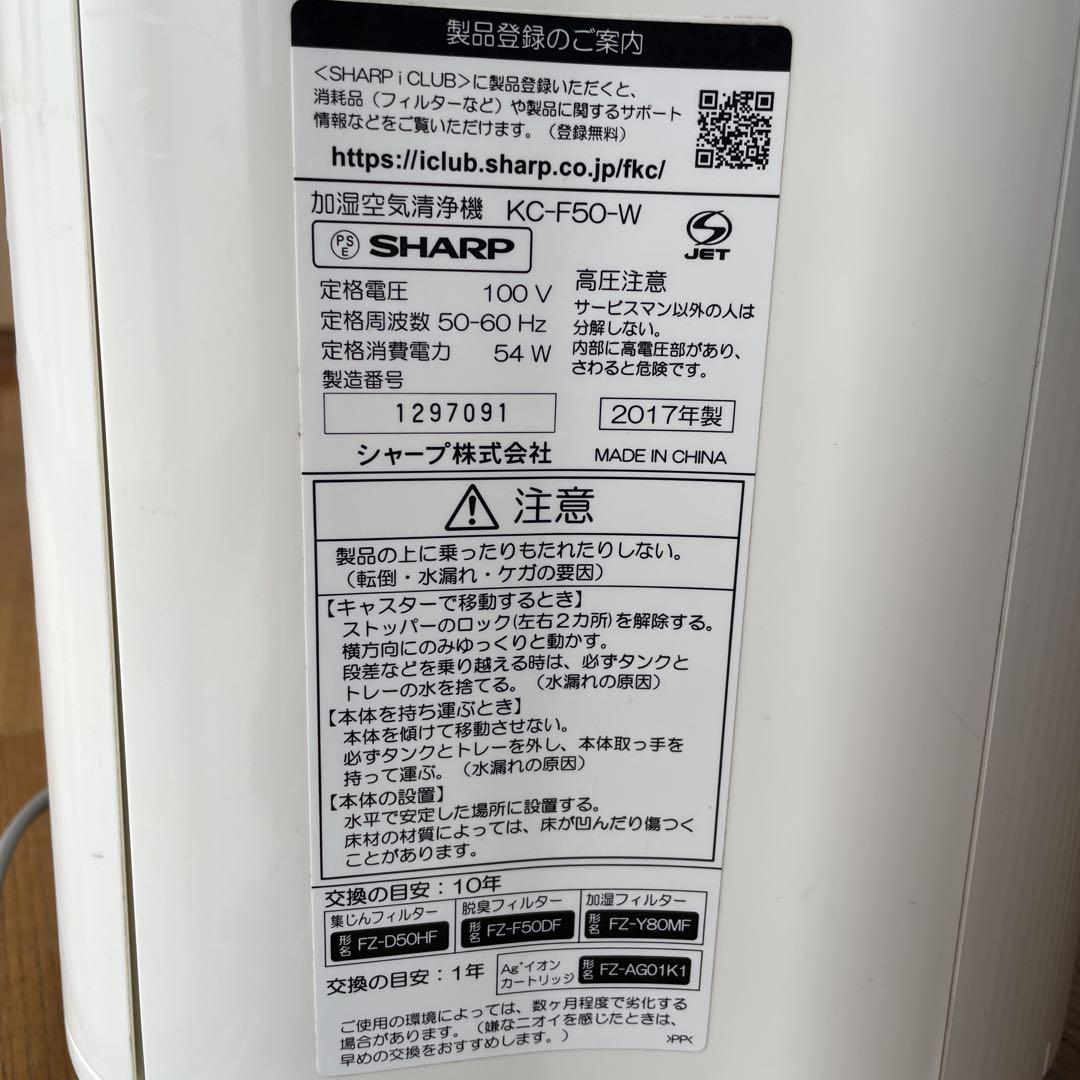 製品登録のご案内
<SHARP i CLUB>に製品登録いただくと、
消耗品（フィルターなど）や製品に関するサポート
情報などをご覧いただけます。（登録無料）
https://iclub.sharp.co.jp/fkc/
加湿空気清浄機 KC-F50-W
PSE SHARP
JET
定格電圧 100 V
定格周波数 50-60 Hz
定格消費電力 54 W
製造番号
1297091
高圧注意
サービスマン以外の人は
分解しない。
内部に高電圧部があり、
さわると危険です。
2017年製
シャープ株式会社 MADE IN CHINA
注意
製品の上に乗ったりもたれたりしない。
（転倒・水漏れ・ケガの要因）
【キャスターで移動するとき】
ストッパーのロック(左右２カ所)を解除する。
横方向にのみゆっくりと動かす。
段差などを乗り越える時は、必ずタンクと
トレーの水を捨てる。（水漏れの原因）
【本体を持ち運ぶとき】
本体を傾けて移動させない。
必ずタンクとトレーを外し、本体取っ手を
持って運ぶ。（水漏れの原因）
【本体の設置】
水平で安定した場所に設置する。
床材の材質によっては、床が凹んだり傷つく
ことがあります。
交換の目安：10年
集じんフィルター
形名 FZ-D50HF
脱臭フィルター
形名 FZ-F50DF
加湿フィルター
形名 FZ-Y80MF
交換の目安：1年
Ag⁺イオン
カートリッジ
形名 FZ-AG01K1
ご使用の環境によっては、数ヶ月程度で劣化する
場合があります。（嫌なニオイを感じたときは、
早めの交換をおすすめします。）
>PP<